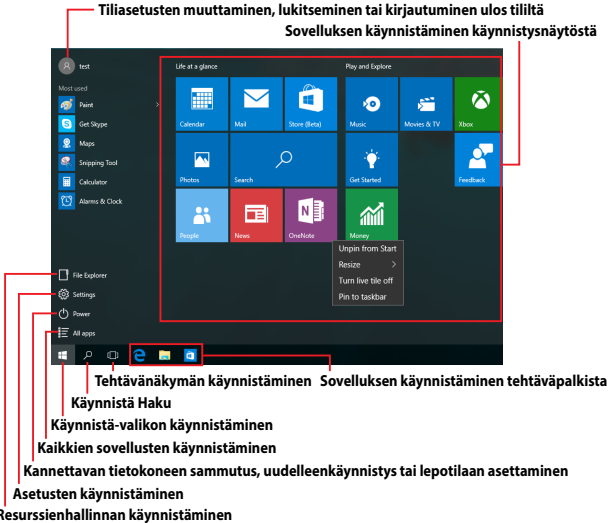 Tiliasetusten muuttaminen, lukitseminen tai kirjautuminen ulos tililtä
Sovelluksen käynnistäminen käynnistysnäytöstä
test
Life at a glance
Play and Explore
Most used
Paint
Get Skype
Maps
Snipping Tool
Calculator
Alarms & Clock
Calendar
Mail
Store (Beta)
Music
Movies & TV
Xbox
Photos
Search
Get Started
Feedback
People
News
OneNote
Money
Unpin from Start
Resize
Turn live tile off
Pin to taskbar
File Explorer
Settings
Power
All apps
Tehtävänäkymän käynnistäminen
Sovelluksen käynnistäminen tehtäväpalkista
Käynnistä Haku
Käynnistä-valikon käynnistäminen
Kaikkien sovellusten käynnistäminen
Kannettavan tietokoneen sammutus, uudelleenkäynnistys tai lepotilaan asettaminen
Asetusten käynnistäminen
Resurssienhallinnan käynnistäminen